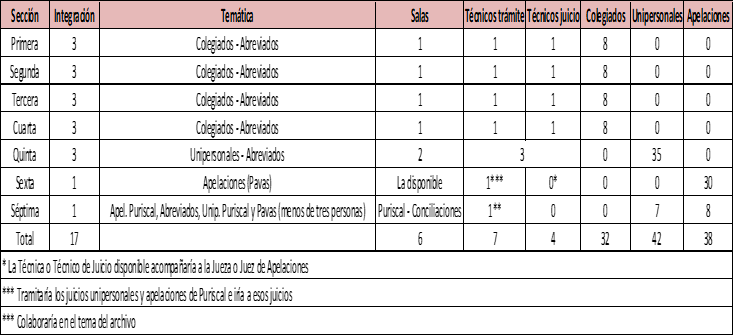 Sección Integración Temática Salas Técnicos trámite Técnicos juicio Colegiados Unipersonales Apelaciones
Primera 3 Colegiados - Abreviados 1 1 1 8 0 0
Segunda 3 Colegiados - Abreviados 1 1 1 8 0 0
Tercera 3 Colegiados - Abreviados 1 1 1 8 0 0
Cuarta 3 Colegiados - Abreviados 1 1 1 8 0 0
Quinta 3 Unipersonales - Abreviados 2 3 0 35 0
Sexta 1 Apelaciones (Pavas) La disponible 1*** 0* 0 0 30
Séptima 1 Apel. Puriscal, Abreviados, Unip. Puriscal y Pavas (menos de tres personas) Puriscal - Conciliaciones 1** 0 0 7 8
Total 17 6 7 4 32 42 38
* La Técnica o Técnico de Juicio disponible acompañaría a la Jueza o Juez de Apelaciones
*** Tramitaría los juicios unipersonales y apelaciones de Puriscal e iría a esos juicios
*** Colaboraría en el tema del archivo